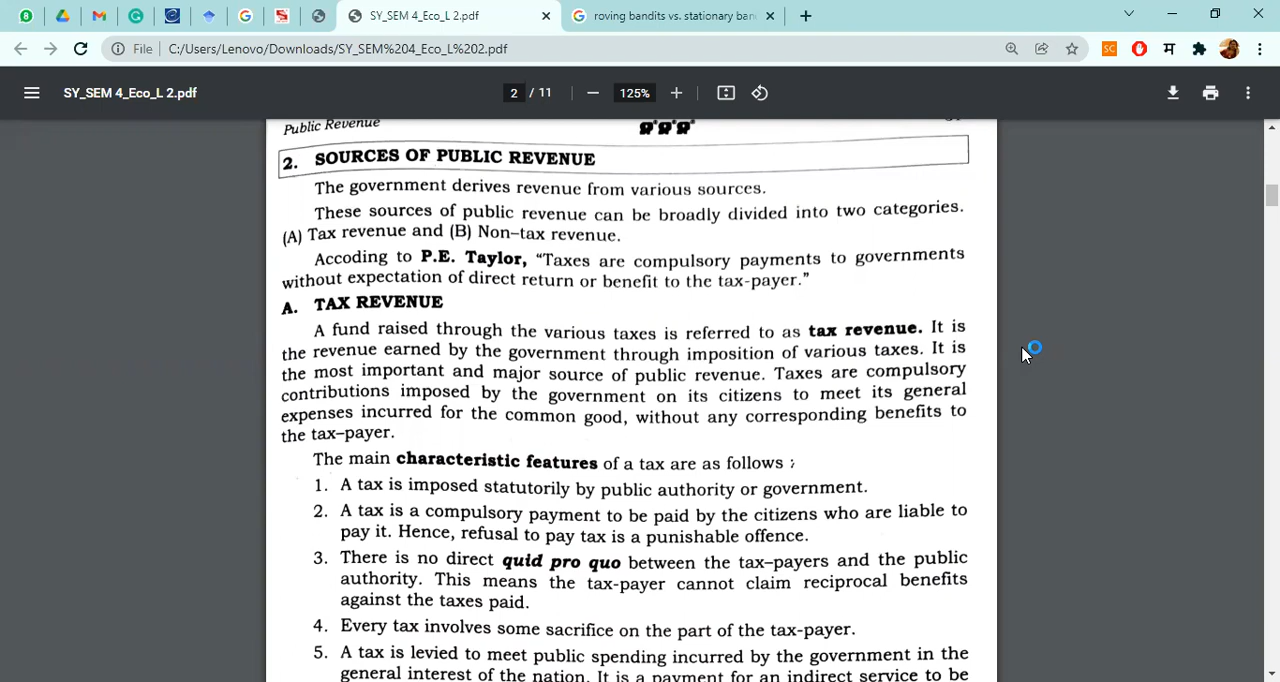 SY_SEM 4_Eco_L 2.pdf
roving bandits vs. stationary ban
File
C:/Users/Lenovo/Downloads/SY_SEM%204_Eco_L%202.pdf
SC
म
SY_SEM 4_Eco_L 2.pdf
2 / 11
125%
Public Revenue
2. SOURCES OF PUBLIC REVENUE
The government derives revenue from various sources.
These sources of public revenue can be broadly divided into two categories.
(A) Tax revenue and (B) Non-tax revenue.
Accoding to P.E. Taylor, “Taxes are compulsory payments to governments
without expectation of direct return or benefit to the tax-payer.”
A. TAX REVENUE
A fund raised through the various taxes is referred to as tax revenue. It is
the revenue earned by the government through imposition of various taxes. It is
the most important and major source of public revenue. Taxes are compulsory
contributions imposed by the government on its citizens to meet its general
expenses incurred for the common good, without any corresponding benefits to
the tax-payer.
The main characteristic features of a tax are as follows :
1. A tax is imposed statutorily by public authority or government.
2. A tax is a compulsory payment to be paid by the citizens who are liable to
pay it. Hence, refusal to pay tax is a punishable offence.
3. There is no direct quid pro quo between the tax-payers and the public
authority. This means the tax-payer cannot claim reciprocal benefits
against the taxes paid.
4. Every tax involves some sacrifice on the part of the tax-payer.
5. A tax is levied to meet public spending incurred by the government in the
general interest of the nation. It is a payment for an indirect service to be